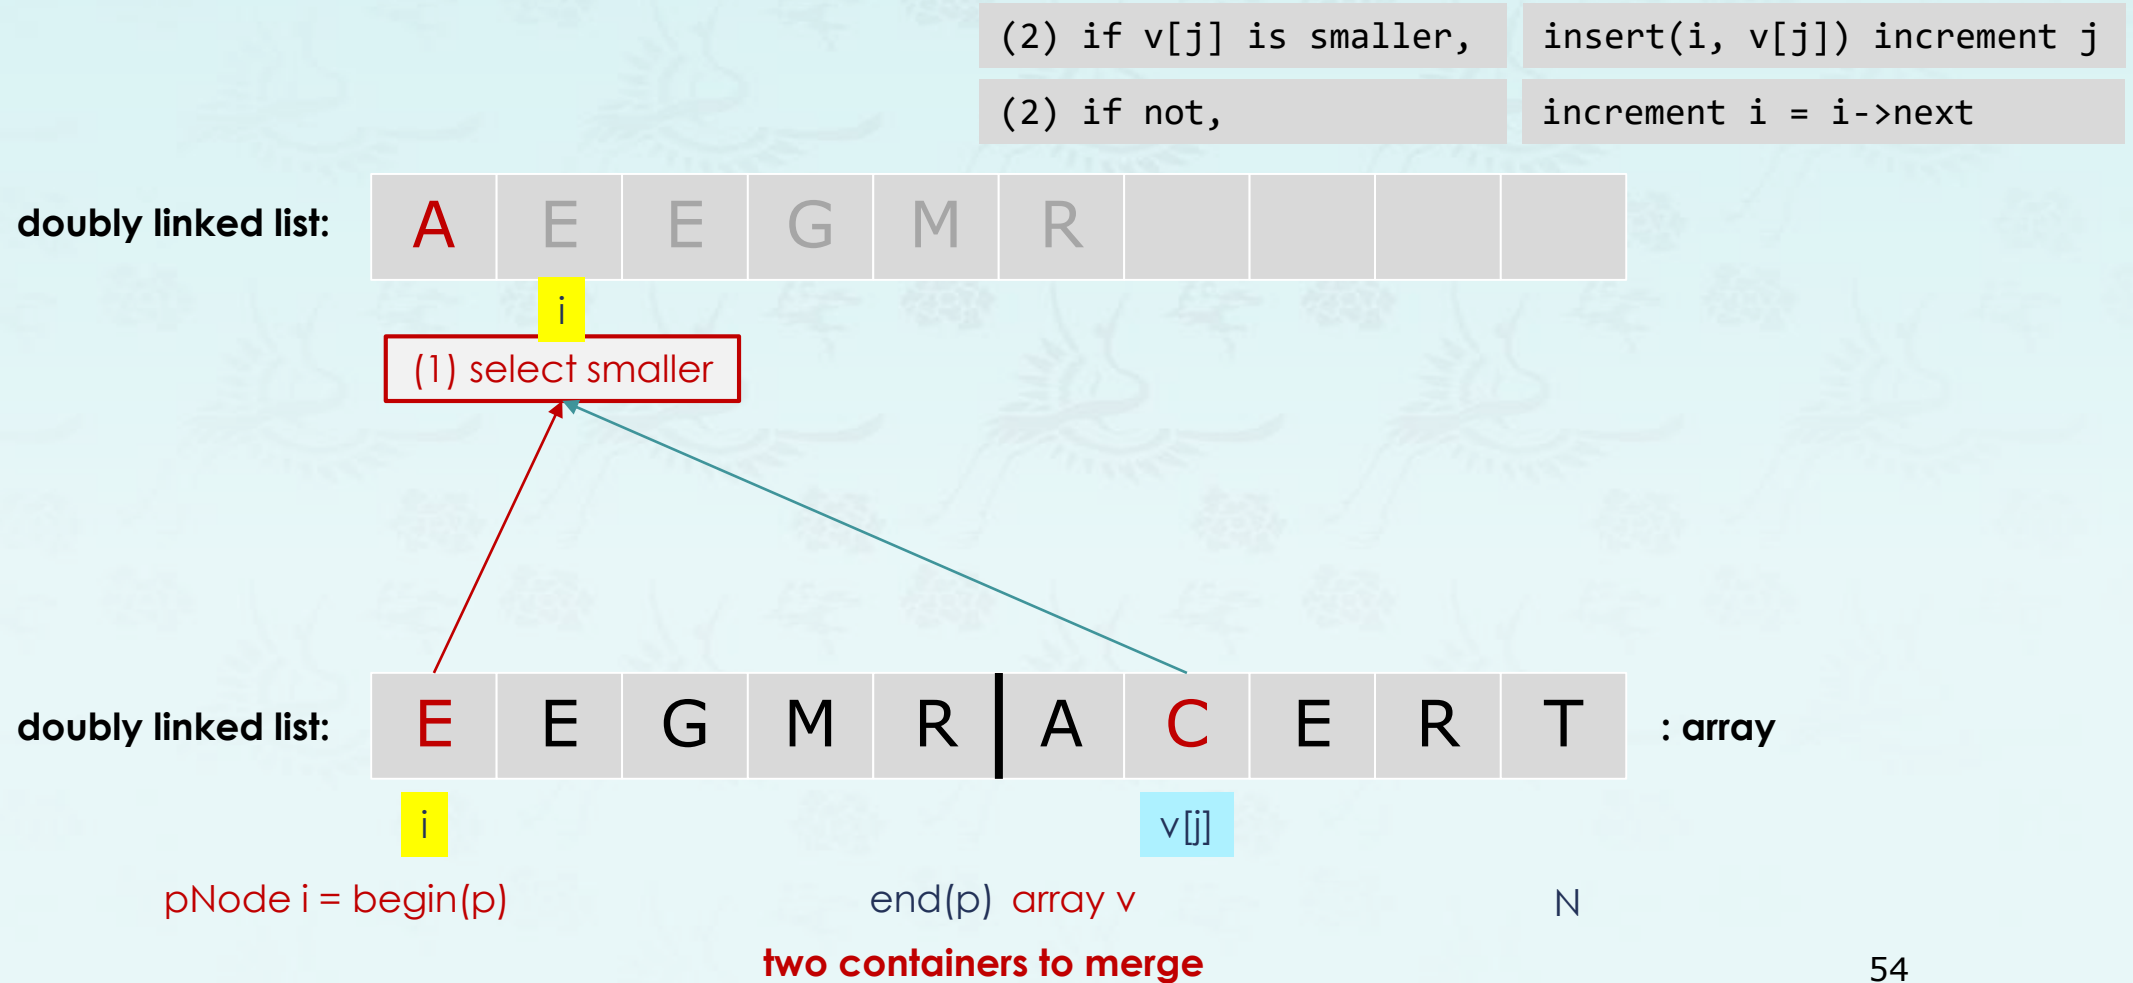 (2) if v[j] is smaller, insert(i, v[j]) increment j
(2) if not, increment i = i->next
doubly linked list: A E E G M R
i
(1) select smaller
doubly linked list: E E G M R A C E R T : array
i v[j]
pNode i = begin(p) end(p) array v N
two containers to merge
54